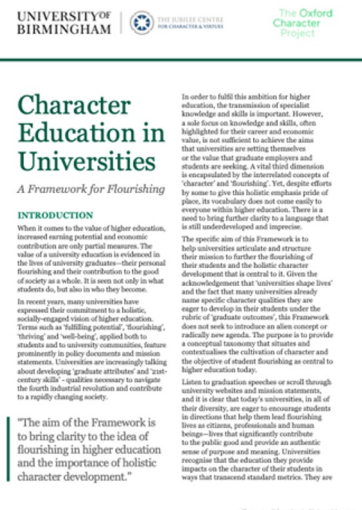 UNIVERSITY OF
BIRMINGHAM
THE JUBILEE CENTRE
FOR CHARACTER & VIRTUES
The Oxford
Character
Project
Character
Education in
Universities
A Framework for Flourishing
INTRODUCTION
When it comes to the value of higher education,
increased earning potential and economic
contribution are only partial measures. The
value of a university education is evidenced in
the lives of university graduates—their personal
flourishing and their contribution to the good
of society as a whole. It is seen not only in what
students do, but also in who they become.
In recent years, many universities have
expressed their commitment to a holistic,
socially-engaged vision of higher education.
Terms such as 'fulfilling potential', 'flourishing',
'thriving' and 'well-being', applied both to
students and to university communities, feature
prominently in policy documents and mission
statements. Universities are increasingly talking
about developing 'graduate attributes' and '21st-
century skills' - qualities necessary to navigate
the fourth industrial revolution and contribute
to a rapidly changing society.
"The aim of the Framework is
to bring clarity to the idea of
flourishing in higher education
and the importance of holistic
character development."
In order to fulfil this ambition for higher
education, the transmission of specialist
knowledge and skills is important. However,
a sole focus on knowledge and skills, often
highlighted for their career and economic
value, is not sufficient to achieve the aims
that universities are setting themselves
or the value that graduate employers and
students are seeking. A vital third dimension
is encapsulated by the interrelated concepts of
'character' and 'flourishing'. Yet, despite efforts
by some to give this holistic emphasis pride of
place, its vocabulary does not come easily to
everyone within higher education. There is a
need to bring further clarity to a language that
is still underdeveloped and imprecise.
The specific aim of this Framework is to
help universities articulate and structure
their mission to further the flourishing of
their students and the holistic character
development that is central to it. Given the
acknowledgement that 'universities shape lives'
and the fact that many universities already
name specific character qualities they are
eager to develop in their students under the
rubric of 'graduate outcomes', this Framework
does not seek to introduce an alien concept or
radically new agenda. The purpose is to provide
a conceptual taxonomy that situates and
contextualises the cultivation of character and
the objective of student flourishing as central to
higher education today.
Listen to graduation speeches or scroll through
university websites and mission statements,
and it is clear that today's universities, in all of
their diversity, are eager to encourage students
in directions that help them lead flourishing
lives as citizens, professionals and human
beings—lives that significantly contribute
to the public good and provide an authentic
sense of purpose and meaning. Universities
recognise that the education they provide
impacts on the character of their students in
ways that transcend standard metrics. They are